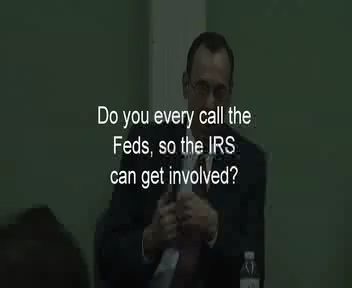 Do you every call the
Feds, so the IRS
can get involved?